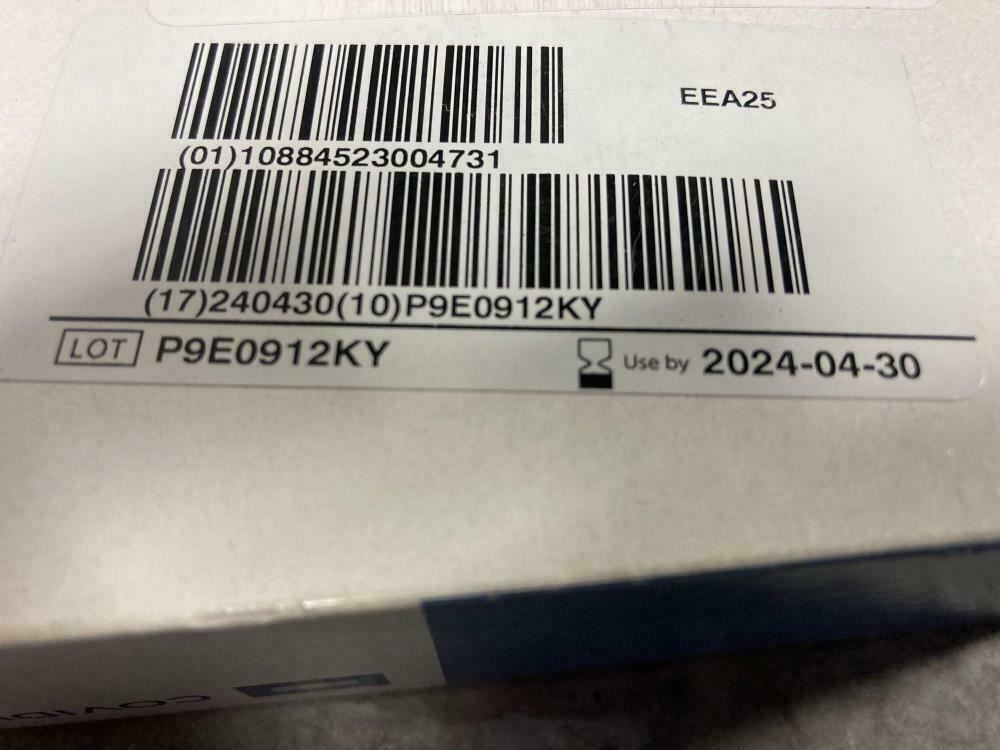 EEA25
(01)10884523004731
(17)240430(10)P9E0912KY
LOT P9E0912KY
Use by 2024-04-30